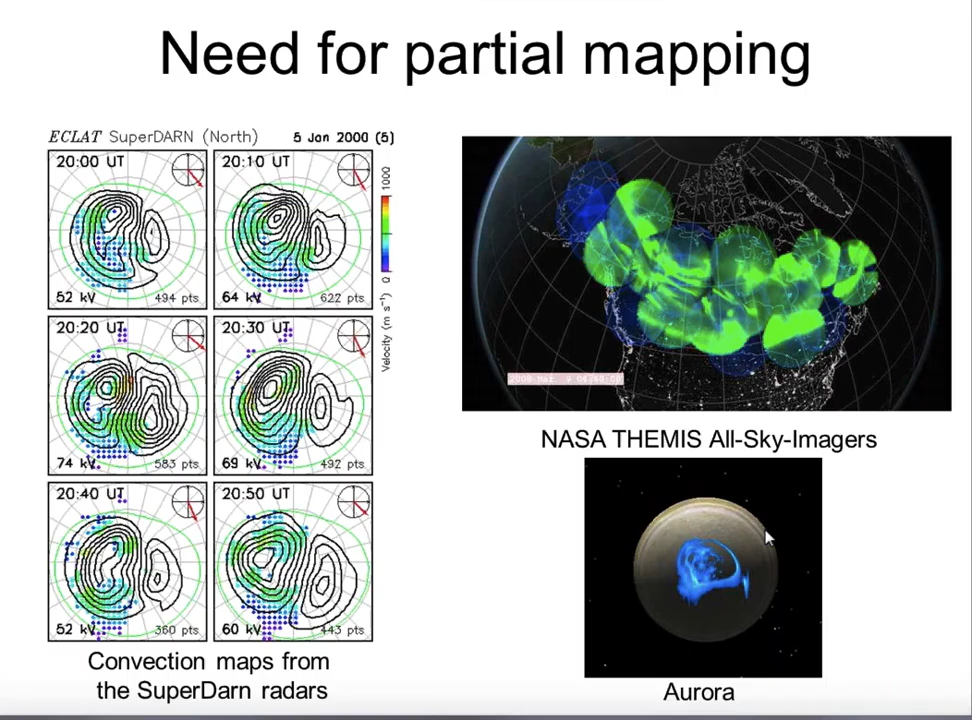 Need for partial mapping
ECLAT SuperDARN (North) 5 Jan 2000 (5)
20:00 UT
52 kV 494 pts
20:10 UT
64 kV 622 pts
20:20 UT
74 kV 583 pts
20:30 UT
69 kV 492 pts
20:40 UT
52 kV 360 pts
20:50 UT
60 kV 443 pts
0 1000
Velocity (m s⁻¹)
Convection maps from
the SuperDarn radars
NASA THEMIS All-Sky-Imagers
Aurora